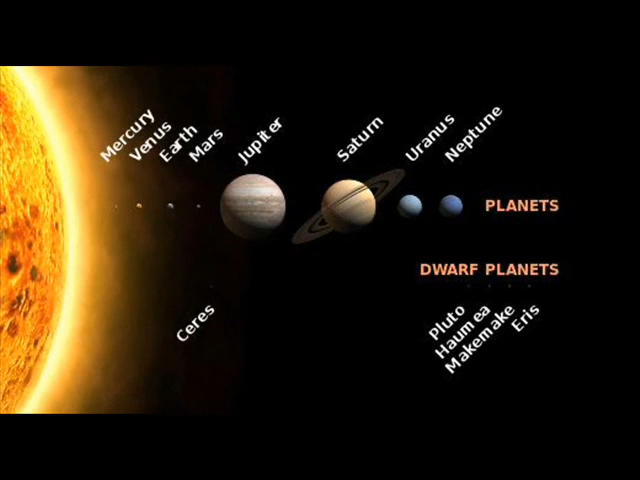 Mercury
Venus
Earth
Mars
Jupiter
Saturn
Uranus
Neptune
PLANETS
DWARF PLANETS
Ceres
Pluto
Haumea
Makemake
Eris